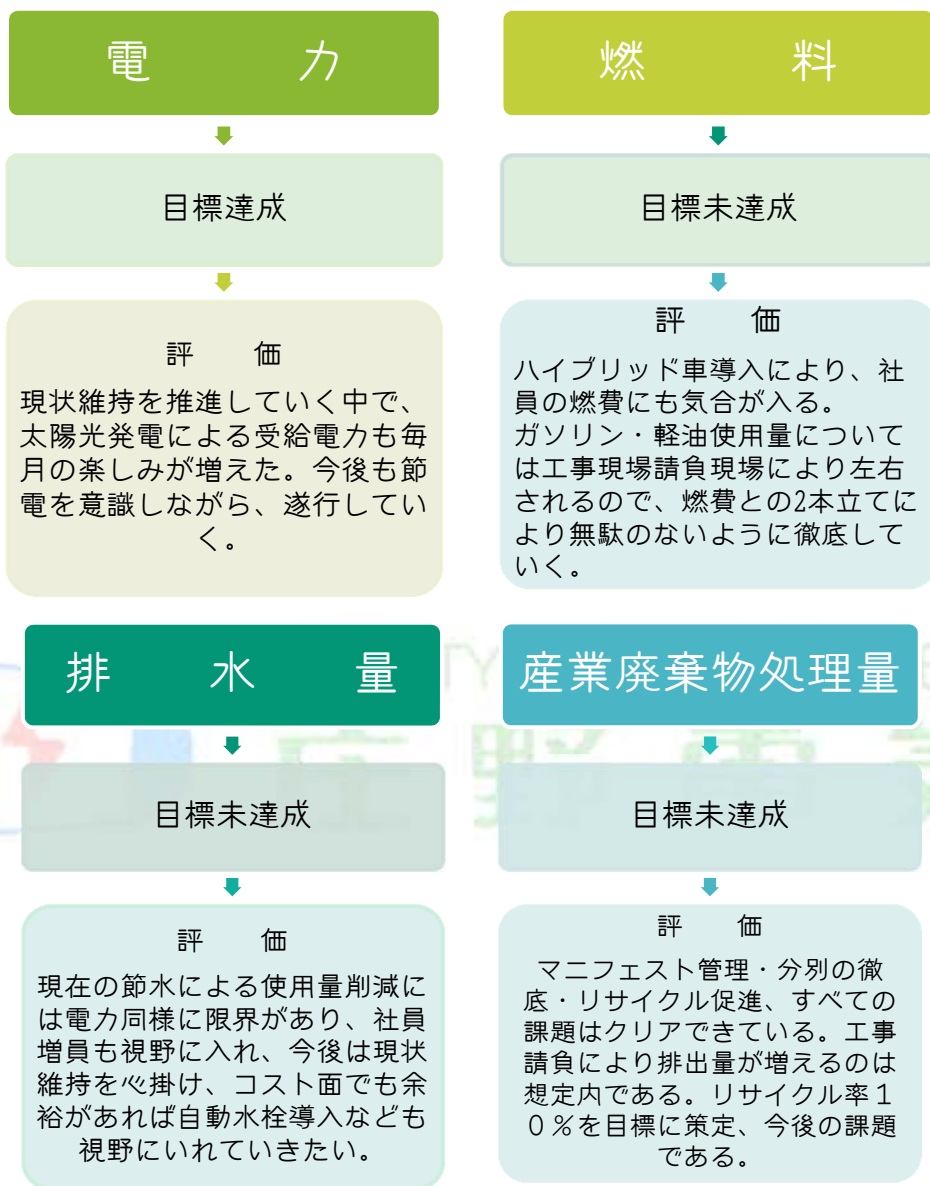 電力
目標達成
評価
現状維持を推進していく中で、
太陽光発電による受給電力も毎
月の楽しみが増えた。今後も節
電を意識しながら、遂行してい
く。
燃料
目標未達成
評価
ハイブリッド車導入により、社
員の燃費にも気合が入る。
ガソリン・軽油使用量について
は工事現場請負現場により左右
されるので、燃費との2本立てに
より無駄のないように徹底して
いく。
排水量
目標未達成
評価
現在の節水による使用量削減に
は電力同様に限界があり、社員
増員も視野に入れ、今後は現状
維持を心掛け、コスト面でも余
裕があれば自動水栓導入なども
視野にいれていきたい。
産業廃棄物処理量
目標未達成
評価
マニフェスト管理・分別の徹
底・リサイクル促進、すべての
課題はクリアできている。工事
請負により排出量が増えるのは
想定内である。リサイクル率１
０％を目標に策定、今後の課題
である。